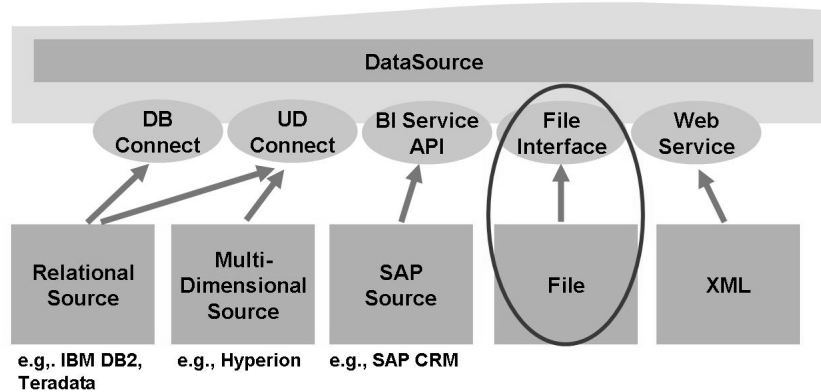 DataSource
DB
Connect
UD
Connect
BI Service
API
File
Interface
Web
Service
Relational
Source
Multi-
Dimensional
Source
SAP
Source
File
XML
e.g,. IBM DB2,
Teradata
e.g., Hyperion
e.g., SAP CRM